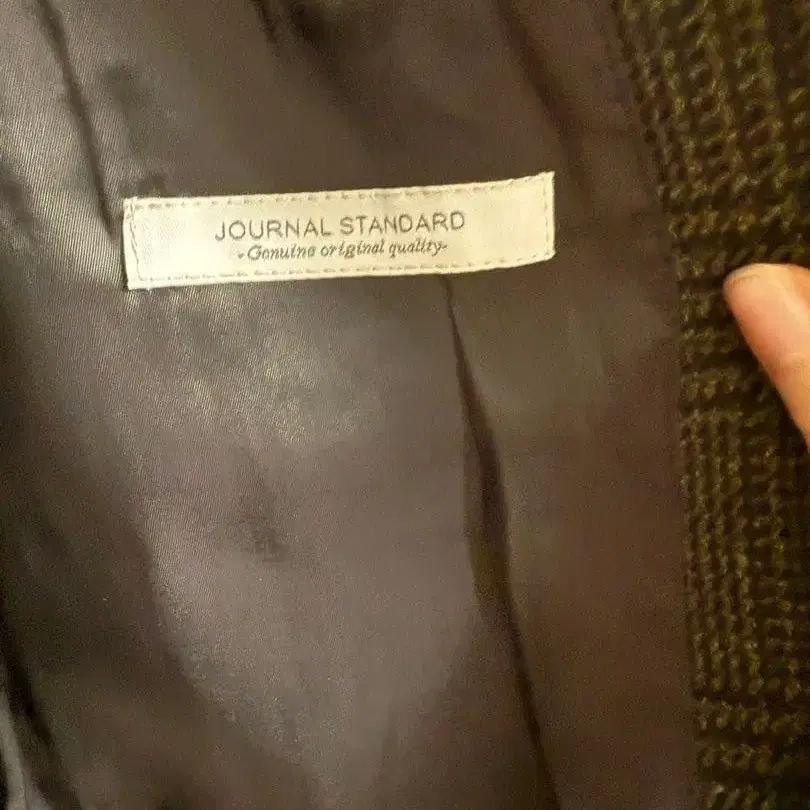 JOURNAL STANDARD
-Genuine original quality-